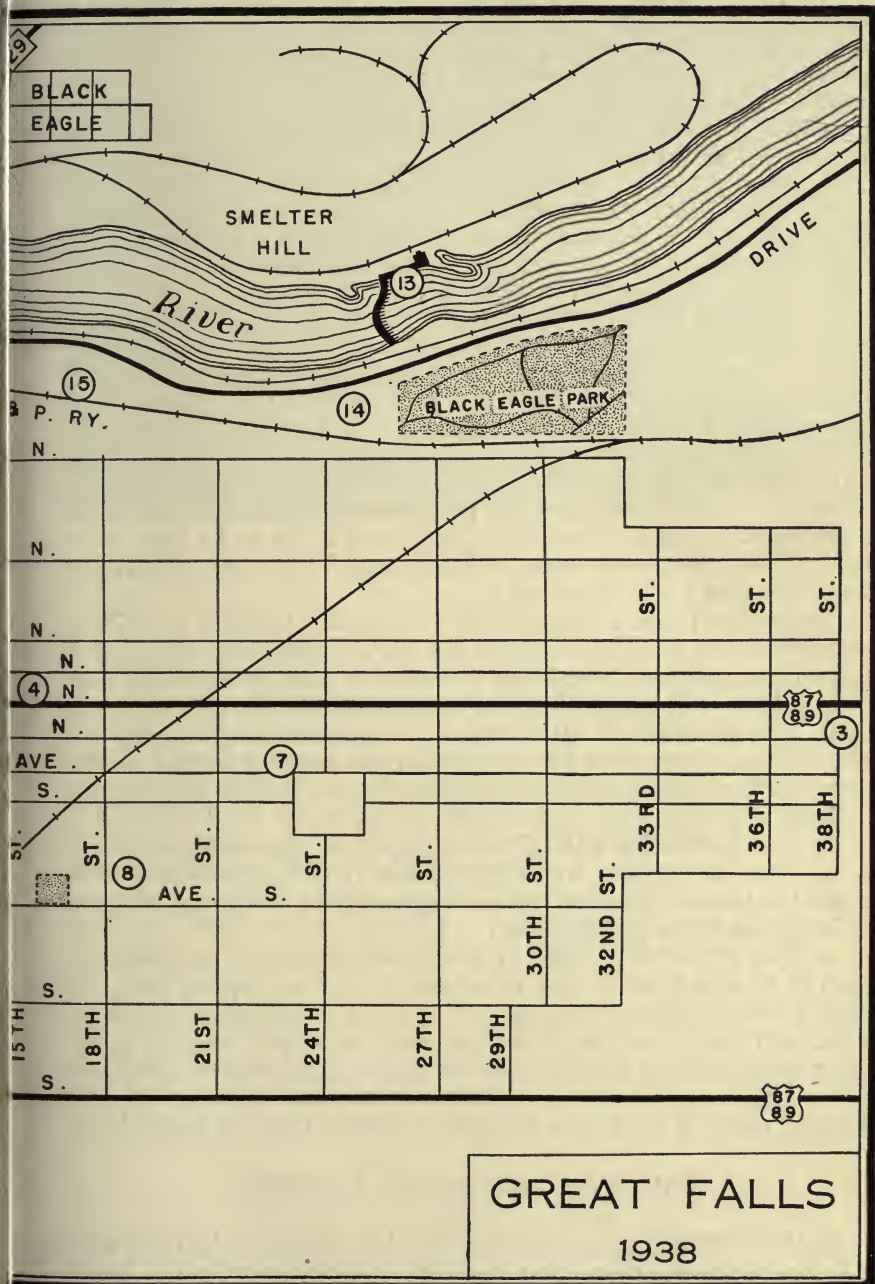 29
BLACK
EAGLE
SMELTER
HILL
River
DRIVE
13
15
14
BLACK EAGLE PARK
& P. RY.
N.
N.
ST.
ST.
ST.
N.
N.
4
N.
87
89
N.
3
AVE.
7
S.
33RD
36TH
38TH
ST.
ST.
ST.
ST.
ST.
ST.
ST.
8
AVE. S.
30TH
32ND
S.
15TH
18TH
21ST
24TH
27TH
29TH
S.
87
89
GREAT FALLS
1938